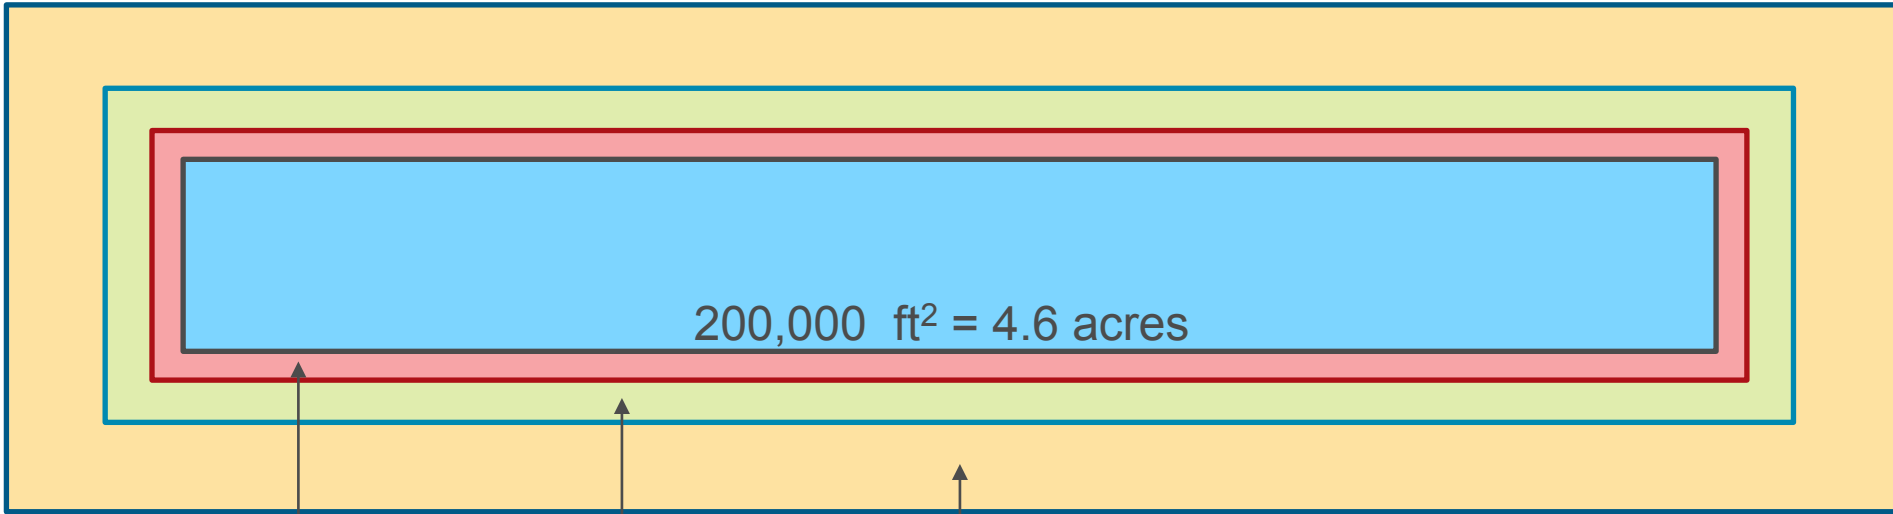 200,000 ft² = 4.6 acres